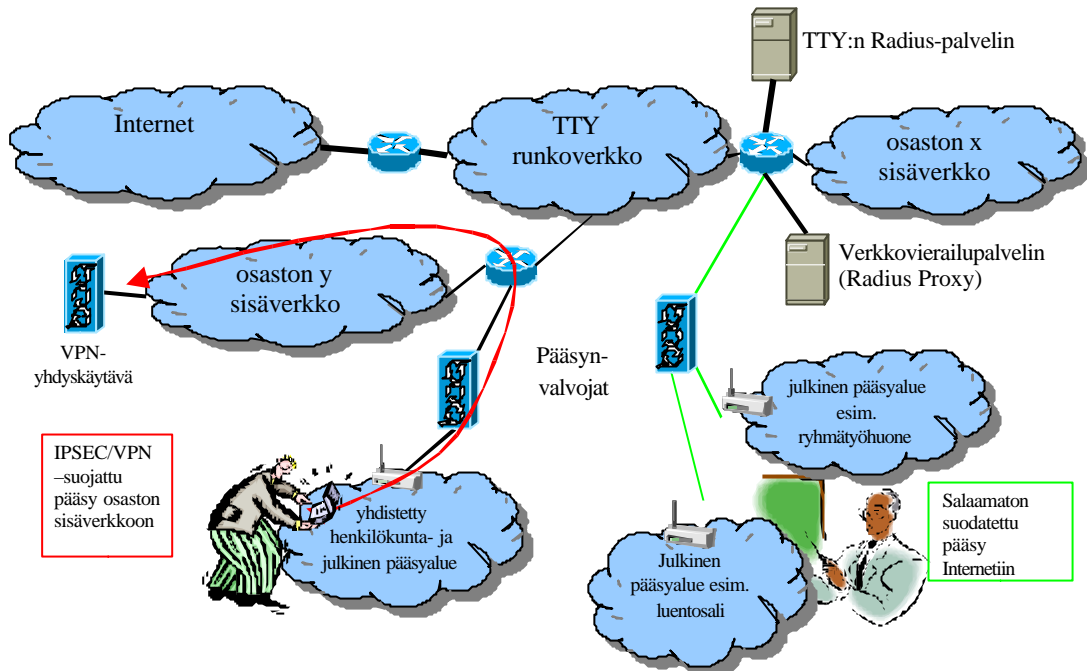 TTY:n Radius-palvelin
Internet
TTY
runkoverkko
osaston x
sisäverkko
Verkkovierailupalvelin
(Radius Proxy)
osaston y
sisäverkko
VPN-
yhdyskäytävä
Pääsyn-
valvojat
julkinen pääsyalue
esim.
ryhmätyöhuone
IPSEC/VPN
–suojattu
pääsy osaston
sisäverkkoon
yhdistetty
henkilökunta- ja
julkinen pääsyalue
Julkinen
pääsyalue esim.
luentosali
Salaamaton
suodatettu
pääsy
Internetiin